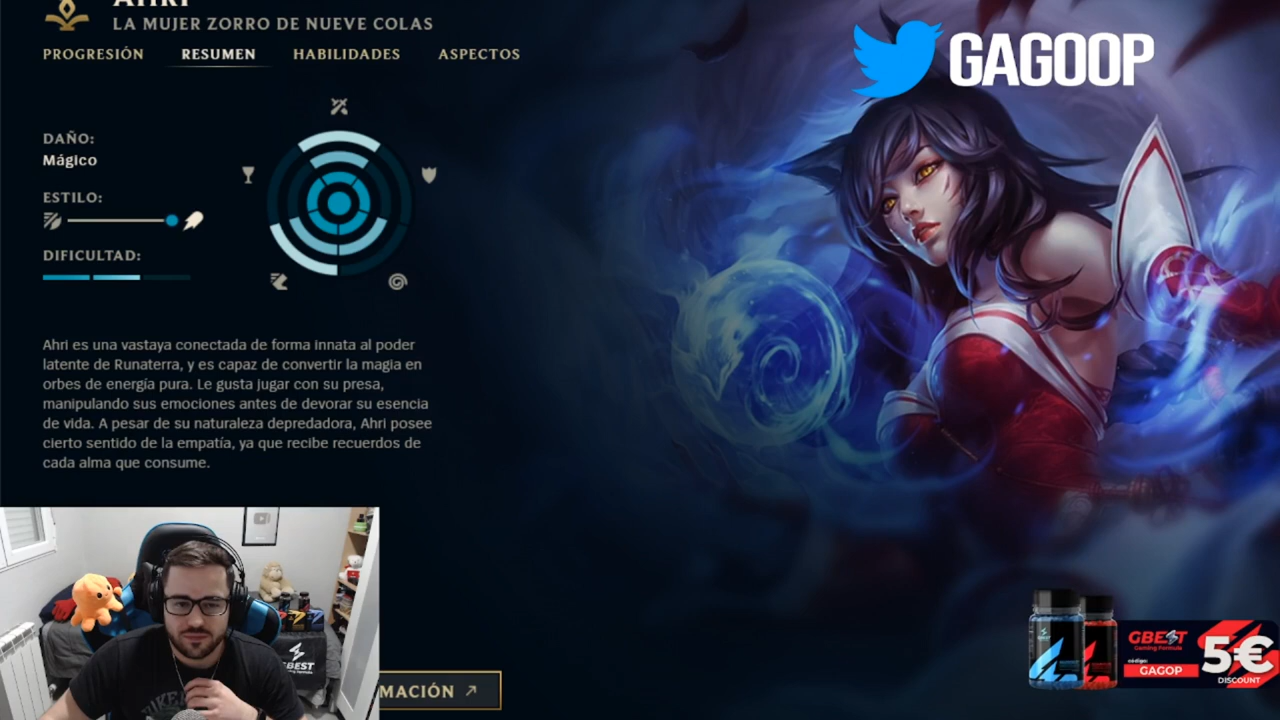 Ahri
LA MUJER ZORRO DE NUEVE COLAS
PROGRESIÓN
RESUMEN
HABILIDADES
ASPECTOS
GAGOOP
DAÑO:
Mágico
ESTILO:
DIFICULTAD:
Ahri es una vastaya conectada de forma innata al poder
latente de Runaterra, y es capaz de convertir la magia en
orbes de energía pura. Le gusta jugar con su presa,
manipulando sus emociones antes de devorar su esencia
de vida. A pesar de su naturaleza depredadora, Ahri posee
cierto sentido de la empatía, ya que recibe recuerdos de
cada alma que consume.
MACIÓN
GBEST
Gaming Formula
código:
GAGOP
5€
DISCOUNT